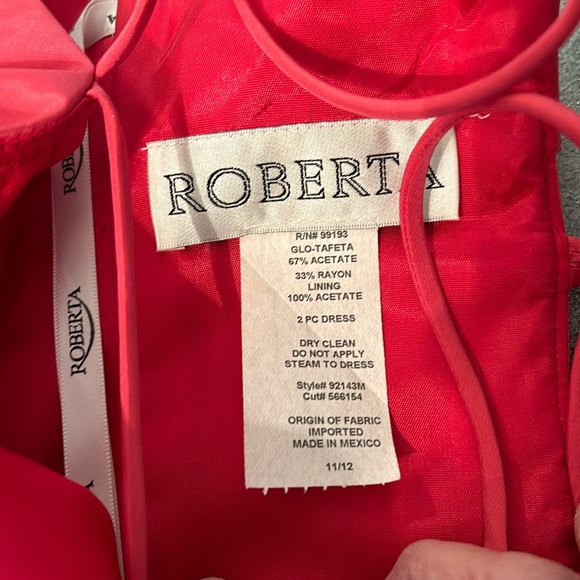 ROBERTA
R/N# 99193
GLO-TAFETA
67% ACETATE
33% RAYON
LINING
100% ACETATE
2 PC DRESS
DRY CLEAN
DO NOT APPLY
STEAM TO DRESS
Style# 92143M
Cut# 566154
ORIGIN OF FABRIC
IMPORTED
MADE IN MEXICO
11/12
ROBERTA